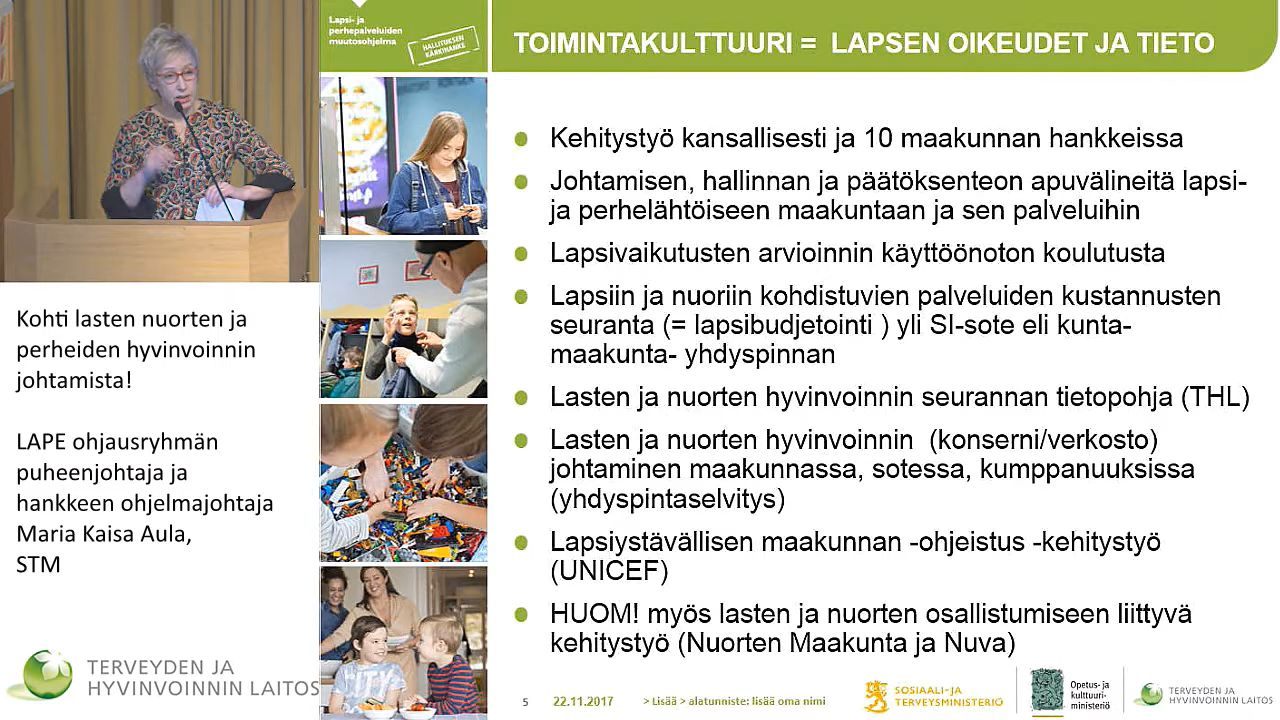 Lapsi- ja
perhepalveluiden
muutosohjelma
HALLITUKSEN
KÄRKIHANKE
TOIMINTAKULTTUURI = LAPSEN OIKEUDET JA TIETO
Kehitystyö kansallisesti ja 10 maakunnan hankkeissa
Johtamisen, hallinnan ja päätöksenteon apuvälineitä lapsi-
ja perhelähtöiseen maakuntaan ja sen palveluihin
Lapsivaikutusten arvioinnin käyttöönoton koulutusta
Lapsiin ja nuoriin kohdistuvien palveluiden kustannusten
seuranta (= lapsibudjetointi ) yli SI-sote eli kunta-
maakunta- yhdyspinnan
Lasten ja nuorten hyvinvoinnin seurannan tietopohja (THL)
Lasten ja nuorten hyvinvoinnin (konserni/verkosto)
johtaminen maakunnassa, sotessa, kumppanuuksissa
(yhdyspintaselvitys)
Lapsiystävällisen maakunnan -ohjeistus -kehitystyö
(UNICEF)
HUOM! myös lasten ja nuorten osallistumiseen liittyvä
kehitystyö (Nuorten Maakunta ja Nuva)
Kohti lasten nuorten ja
perheiden hyvinvoinnin
johtamista!
LAPE ohjausryhmän
puheenjohtaja ja
hankkeen ohjelmajohtaja
Maria Kaisa Aula,
STM
TERVEYDEN JA
HYVINVOINNIN LAITOS
5 22.11.2017 > Lisää > alatunniste: lisää oma nimi
SOSIAALI- JA
TERVEYSMINISTERIÖ
Opetus- ja
kulttuuri-
ministeriö
TERVEYDEN JA
HYVINVOINNIN LAITOS